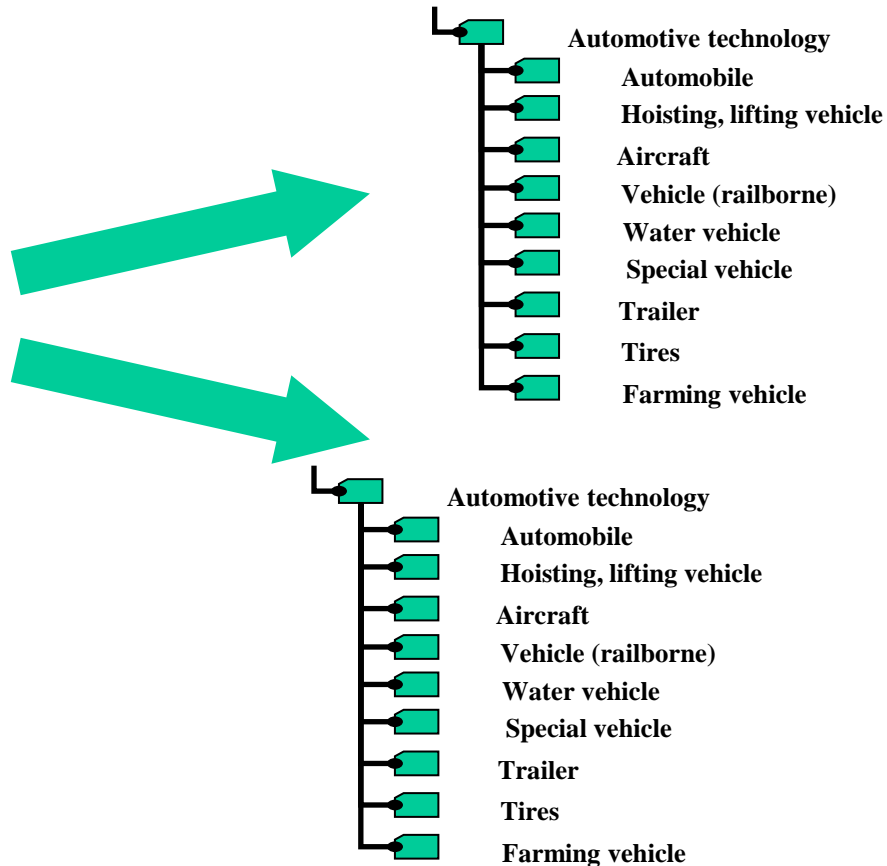 Automotive technology
Automobile
Hoisting, lifting vehicle
Aircraft
Vehicle (railborne)
Water vehicle
Special vehicle
Trailer
Tires
Farming vehicle
Automotive technology
Automobile
Hoisting, lifting vehicle
Aircraft
Vehicle (railborne)
Water vehicle
Special vehicle
Trailer
Tires
Farming vehicle